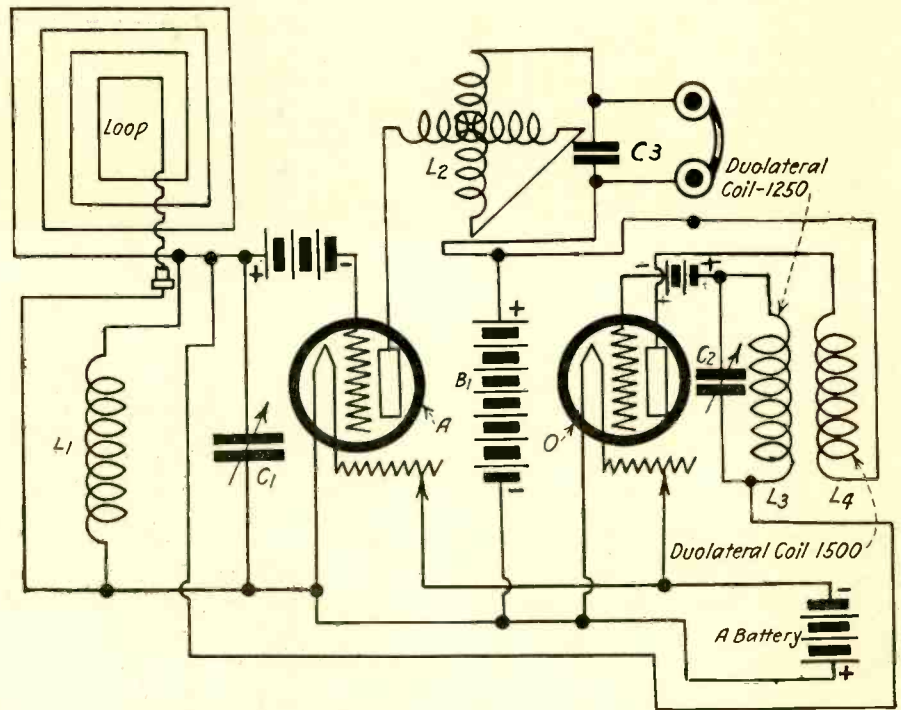 Loop
L2
C3
Duolateral
Coil-1250
+
-
+
-
+
+
L1
C1
A
B1
-
O
C2
L3
L4
Duolateral Coil 1500
-
A Battery
+